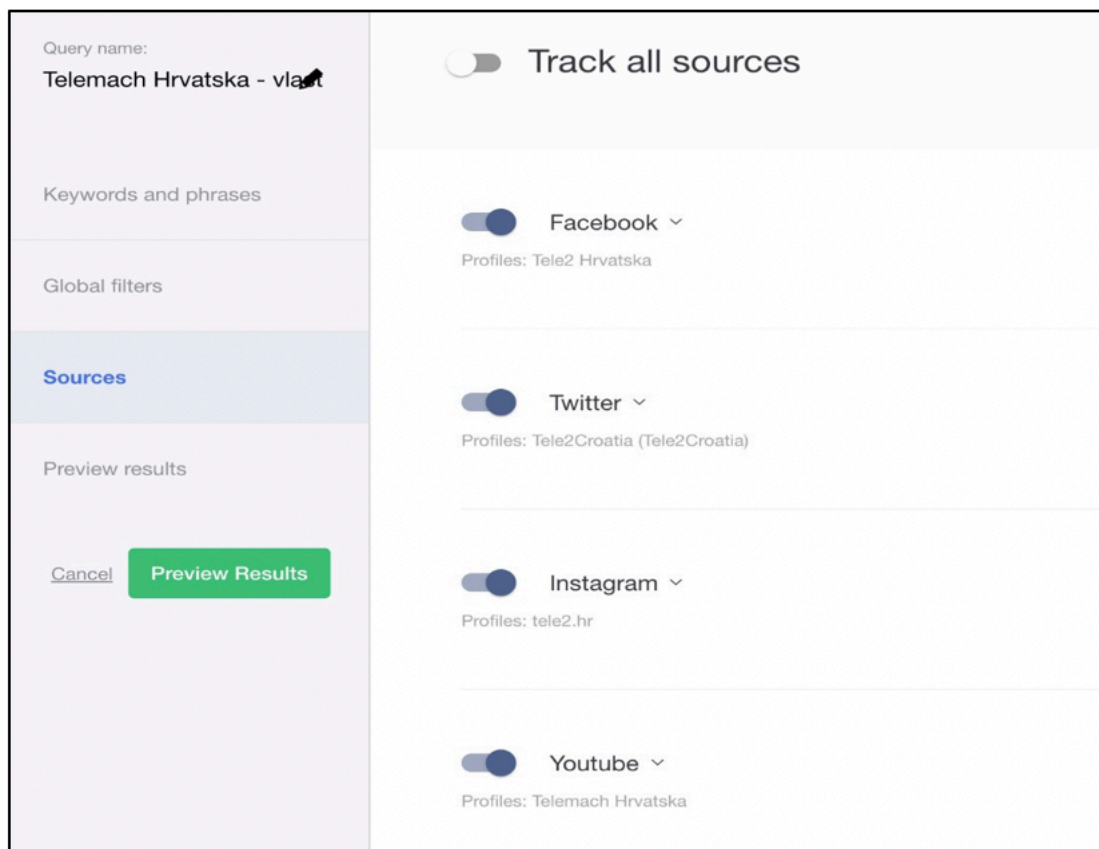 Query name:
Telemach Hrvatska - vlast
Keywords and phrases
Global filters
Sources
Preview results
Cancel
Preview Results
Track all sources
Facebook
Profiles: Tele2 Hrvatska
Twitter
Profiles: Tele2Croatia (Tele2Croatia)
Instagram
Profiles: tele2.hr
Youtube
Profiles: Telemach Hrvatska